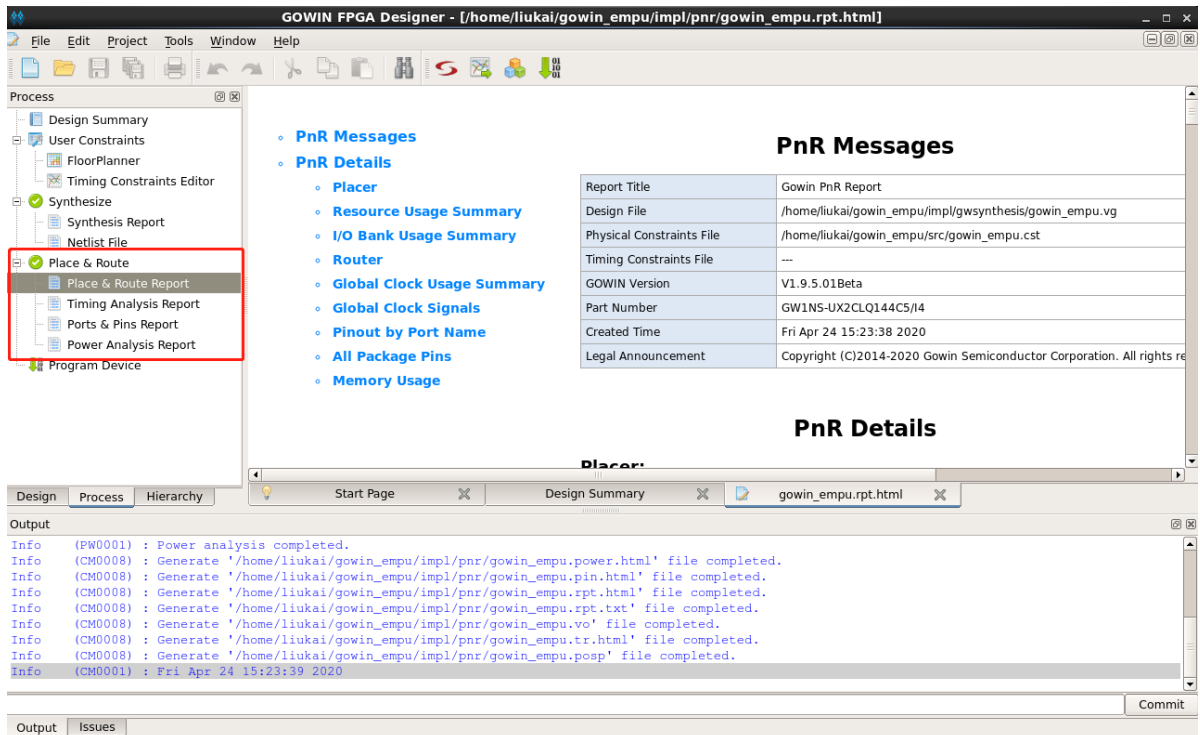 GOWIN FPGA Designer - [/home/liukai/gowin_empu/impl/pnr/gowin_empu.rpt.html]
File Edit Project Tools Window Help
Process
Design Summary
User Constraints
FloorPlanner
Timing Constraints Editor
Synthesize
Synthesis Report
Netlist File
Place & Route
Place & Route Report
Timing Analysis Report
Ports & Pins Report
Power Analysis Report
Program Device
Design Process Hierarchy
PnR Messages
PnR Details
Placer
Resource Usage Summary
I/O Bank Usage Summary
Router
Global Clock Usage Summary
Global Clock Signals
Pinout by Port Name
All Package Pins
Memory Usage
PnR Messages
Report Title Gowin PnR Report
Design File /home/liukai/gowin_empu/impl/gwsynthesis/gowin_empu.vg
Physical Constraints File /home/liukai/gowin_empu/src/gowin_empu.cst
Timing Constraints File ---
GOWIN Version V1.9.5.01Beta
Part Number GW1NS-UX2CLQ144C5/I4
Created Time Fri Apr 24 15:23:38 2020
Legal Announcement Copyright (C)2014-2020 Gowin Semiconductor Corporation. All rights re
PnR Details
Placer:
Start Page Design Summary gowin_empu.rpt.html
Output
Info (PW0001) : Power analysis completed.
Info (CM0008) : Generate '/home/liukai/gowin_empu/impl/pnr/gowin_empu.power.html' file completed.
Info (CM0008) : Generate '/home/liukai/gowin_empu/impl/pnr/gowin_empu.pin.html' file completed.
Info (CM0008) : Generate '/home/liukai/gowin_empu/impl/pnr/gowin_empu.rpt.html' file completed.
Info (CM0008) : Generate '/home/liukai/gowin_empu/impl/pnr/gowin_empu.rpt.txt' file completed.
Info (CM0008) : Generate '/home/liukai/gowin_empu/impl/pnr/gowin_empu.vo' file completed.
Info (CM0008) : Generate '/home/liukai/gowin_empu/impl/pnr/gowin_empu.tr.html' file completed.
Info (CM0008) : Generate '/home/liukai/gowin_empu/impl/pnr/gowin_empu.posp' file completed.
Info (CM0001) : Fri Apr 24 15:23:39 2020
Commit
Output Issues